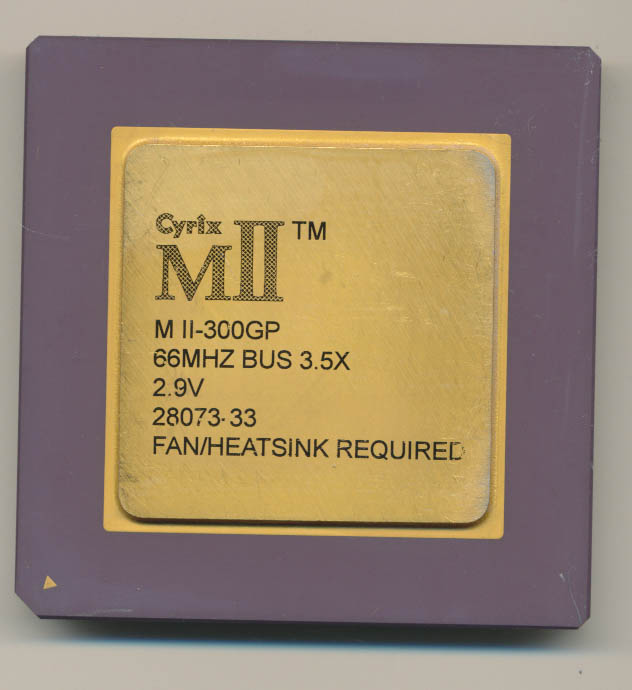 Cyrix
MII™
M II-300GP
66MHZ BUS 3.5X
2.9V
28073-33
FAN/HEATSINK REQUIRED